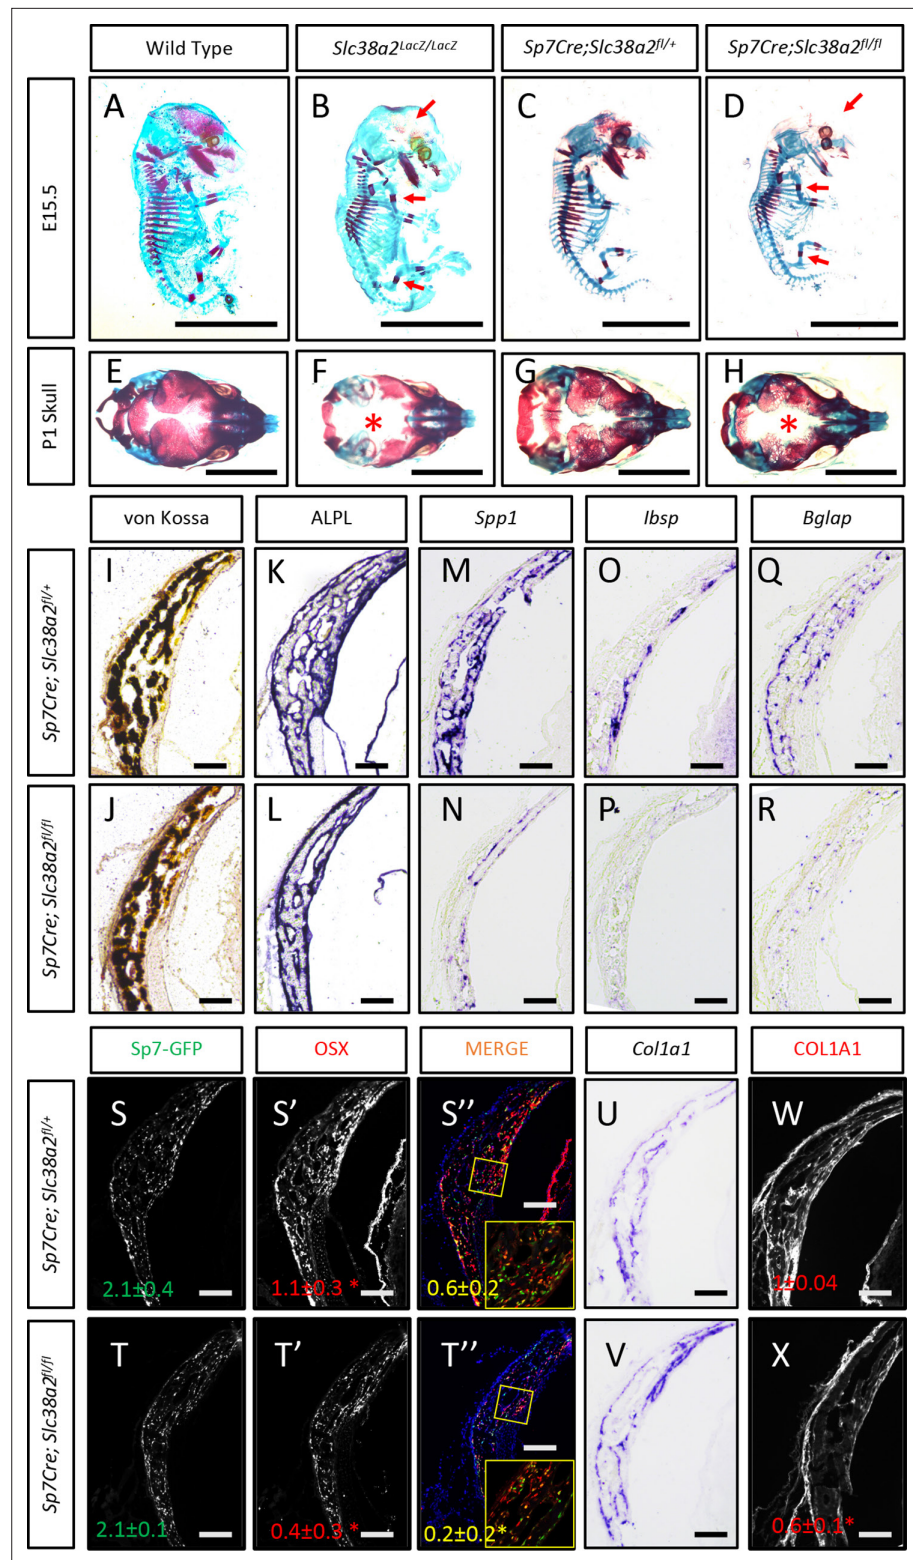 Wild Type
Slc38a2LacZ/LacZ
Sp7Cre;Slc38a2fl/+
Sp7Cre;Slc38a2fl/fl
E15.5
A
B
C
D
P1 Skull
E
F
*
G
H
*
von Kossa
ALPL
Spp1
Ibsp
Bglap
Sp7Cre; Slc38a2fl/+
I
K
M
O
Q
Sp7Cre; Slc38a2fl/fl
J
L
N
P
R
Sp7-GFP
OSX
MERGE
Col1a1
COL1A1
Sp7Cre; Slc38a2fl/+
S
S'
S''
U
W
2.1±0.4
1.1±0.3 *
0.6±0.2
1±0.04
Sp7Cre; Slc38a2fl/fl
T
T'
T''
V
X
2.1±0.1
0.4±0.3 *
0.2±0.2*
0.6±0.1*